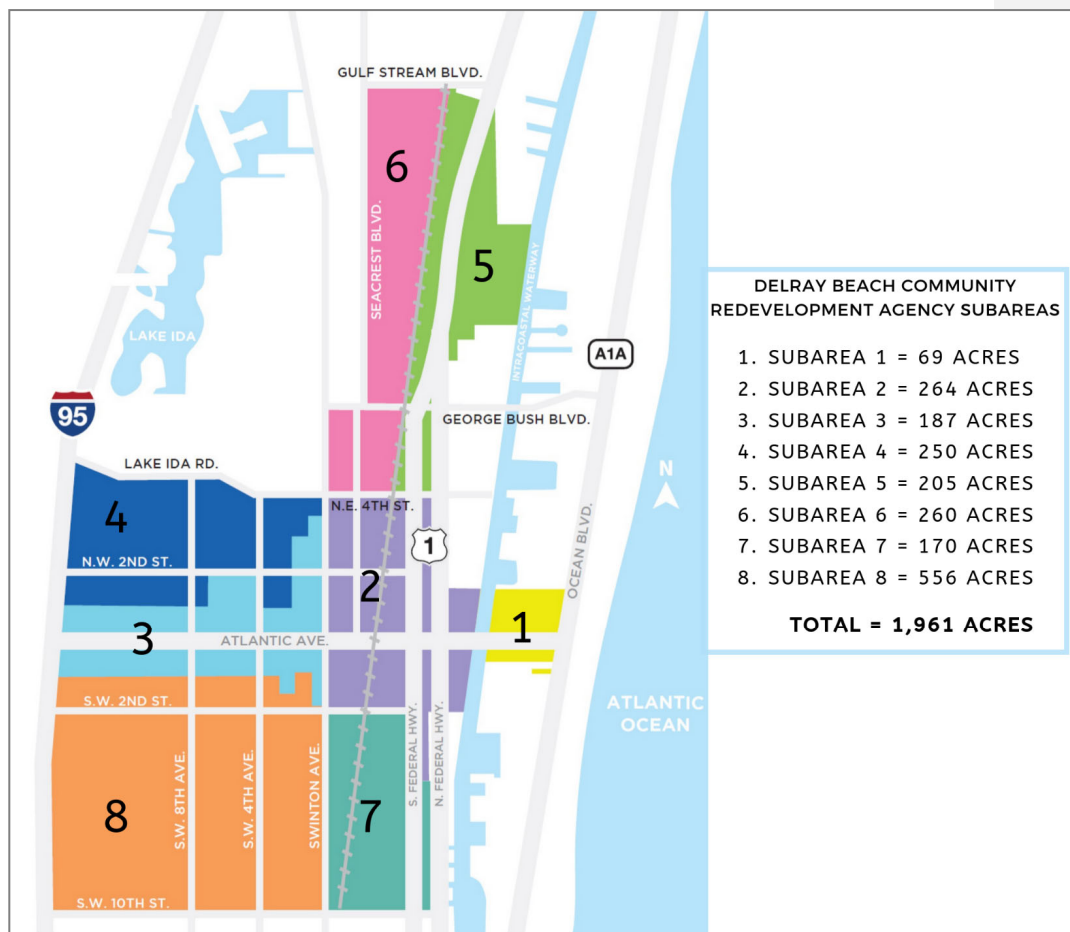 GULF STREAM BLVD.
6
SEACREST BLVD.
5
INTRACOASTAL WATERWAY
LAKE IDA
A1A
95
GEORGE BUSH BLVD.
LAKE IDA RD.
N
N.E. 4TH ST.
4
OCEAN BLVD.
1
N.W. 2ND ST.
2
3
ATLANTIC AVE.
1
S.W. 2ND ST.
ATLANTIC
OCEAN
S.W. 8TH AVE.
S.W. 4TH AVE.
SWINTON AVE.
S. FEDERAL HWY.
N. FEDERAL HWY.
8
7
S.W. 10TH ST.
DELRAY BEACH COMMUNITY
REDEVELOPMENT AGENCY SUBAREAS
1. SUBAREA 1 = 69 ACRES
2. SUBAREA 2 = 264 ACRES
3. SUBAREA 3 = 187 ACRES
4. SUBAREA 4 = 250 ACRES
5. SUBAREA 5 = 205 ACRES
6. SUBAREA 6 = 260 ACRES
7. SUBAREA 7 = 170 ACRES
8. SUBAREA 8 = 556 ACRES
TOTAL = 1,961 ACRES